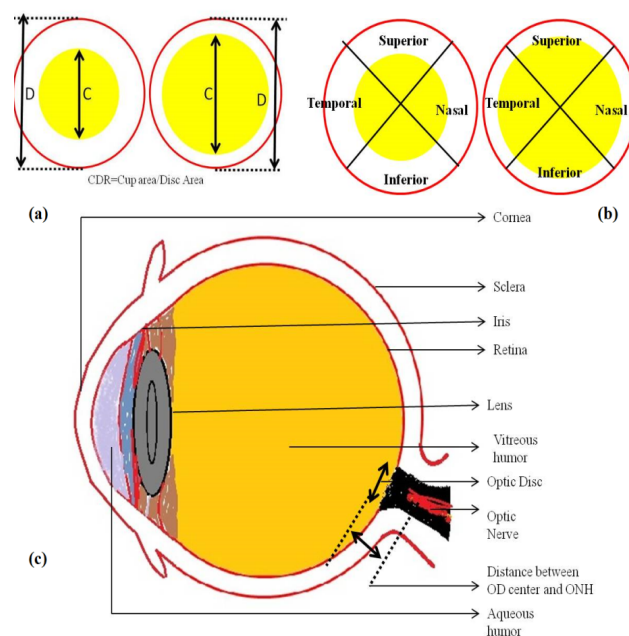 D
C
C
D
CDR=Cup area/Disc Area
(a)
Superior
Temporal
Nasal
Inferior
Superior
Temporal
Nasal
Inferior
(b)
Cornea
Sclera
Iris
Retina
Lens
Vitreous
humor
Optic Disc
Optic
Nerve
(c)
Distance between
OD center and ONH
Aqueous
humor